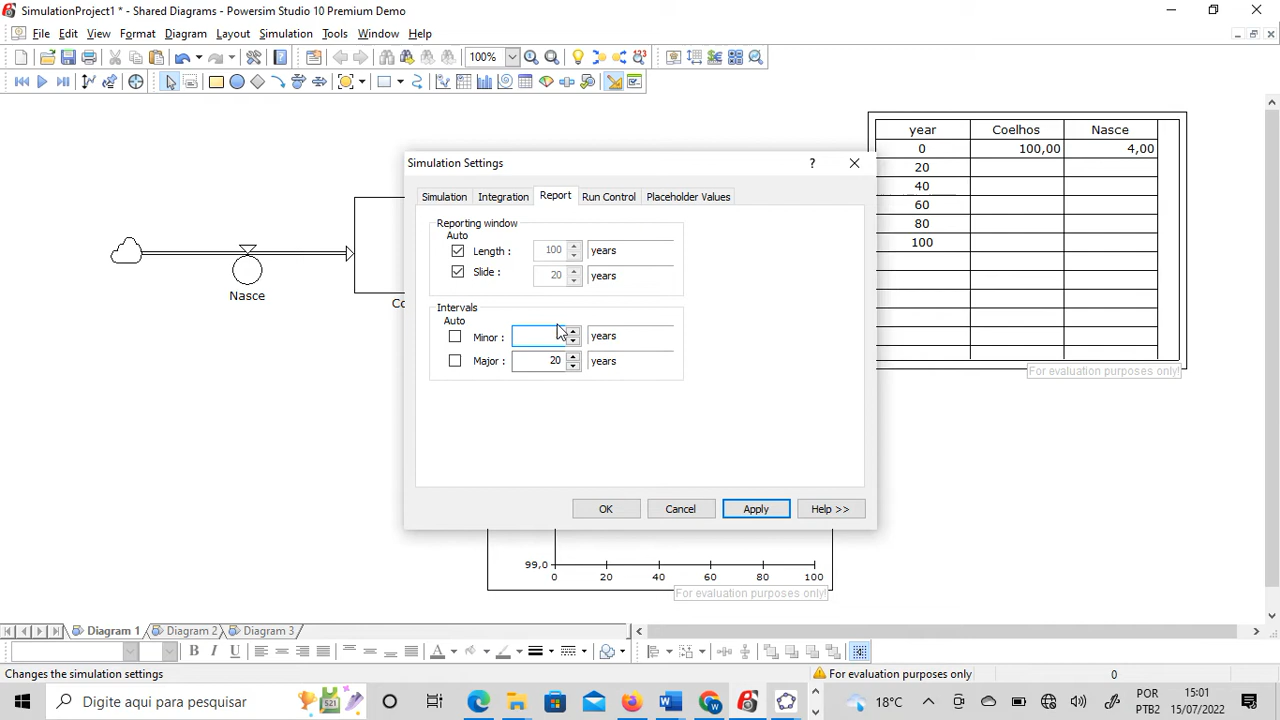 SimulationProject1 * - Shared Diagrams - Powersim Studio 10 Premium Demo
File Edit View Format Diagram Layout Simulation Tools Window Help
100%
year Coelhos Nasce
0 100,00 4,00
20
40
60
80
100
For evaluation purposes only!
Nasce
Co
Simulation Settings
Simulation Integration Report Run Control Placeholder Values
Reporting window
Auto
Length : 100 years
Slide : 20 years
Intervals
Auto
Minor : years
Major : 20 years
OK Cancel Apply Help >>
99,0
0 20 40 60 80 100
For evaluation purposes only!
Diagram 1 Diagram 2 Diagram 3
B I U A
Changes the simulation settings
For evaluation purposes only
0
Digite aqui para pesquisar
521
18°C
POR
PTB2
15:01
15/07/2022